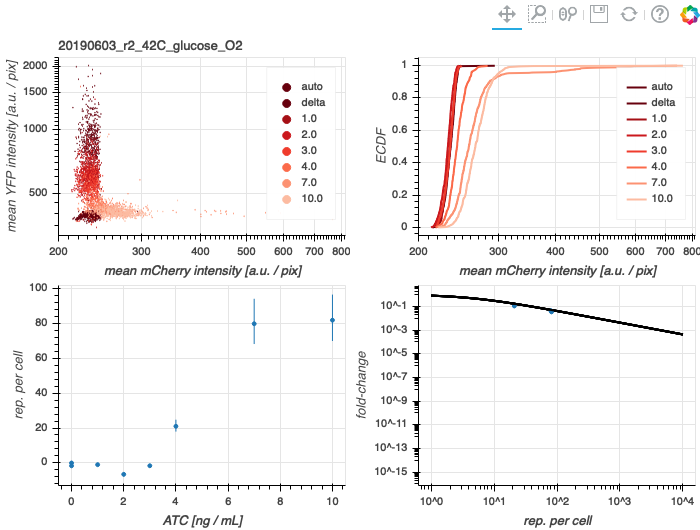 20190603_r2_42C_glucose_O2
mean YFP intensity [a.u. / pix]
2000
1500
1000
500
auto
delta
1.0
2.0
3.0
4.0
7.0
10.0
200 300 400 500 600 700 800
mean mCherry intensity [a.u. / pix]
ECDF
1
0.8
0.6
0.4
0.2
0
auto
delta
1.0
2.0
3.0
4.0
7.0
10.0
200 300 400 500 600 700 800
mean mCherry intensity [a.u. / pix]
rep. per cell
100
80
60
40
20
0
0 2 4 6 8 10
ATC [ng / mL]
fold-change
10^-1
10^-3
10^-5
10^-7
10^-9
10^-11
10^-13
10^-15
10^0 10^1 10^2 10^3 10^4
rep. per cell